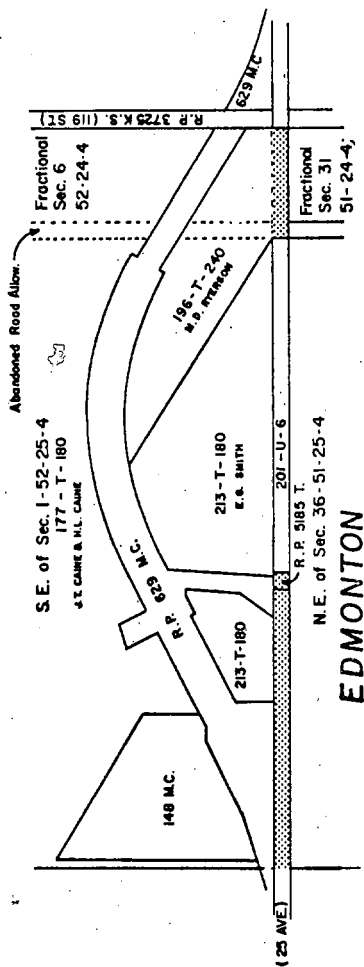 Abandoned Road Allow.
Fractional
Sec. 6
52-24-4
R.P. 3725 K.S. (119 ST.)
629 M.C
S.E. of Sec. 1-52-25-4
177 - T - 180
J.T. CAINE & H.L. CAINE
196 - T - 240
M.D. RYERSON
R.P. 629 M.C.
213-T-180
E.G. SMITH
213-T-180
148 M.C.
201-U-6
Fractional
Sec. 31
51-24-4;
R.P. 5185 T.
N.E. of Sec. 36-51-25-4
(25 AVE)
EDMONTON